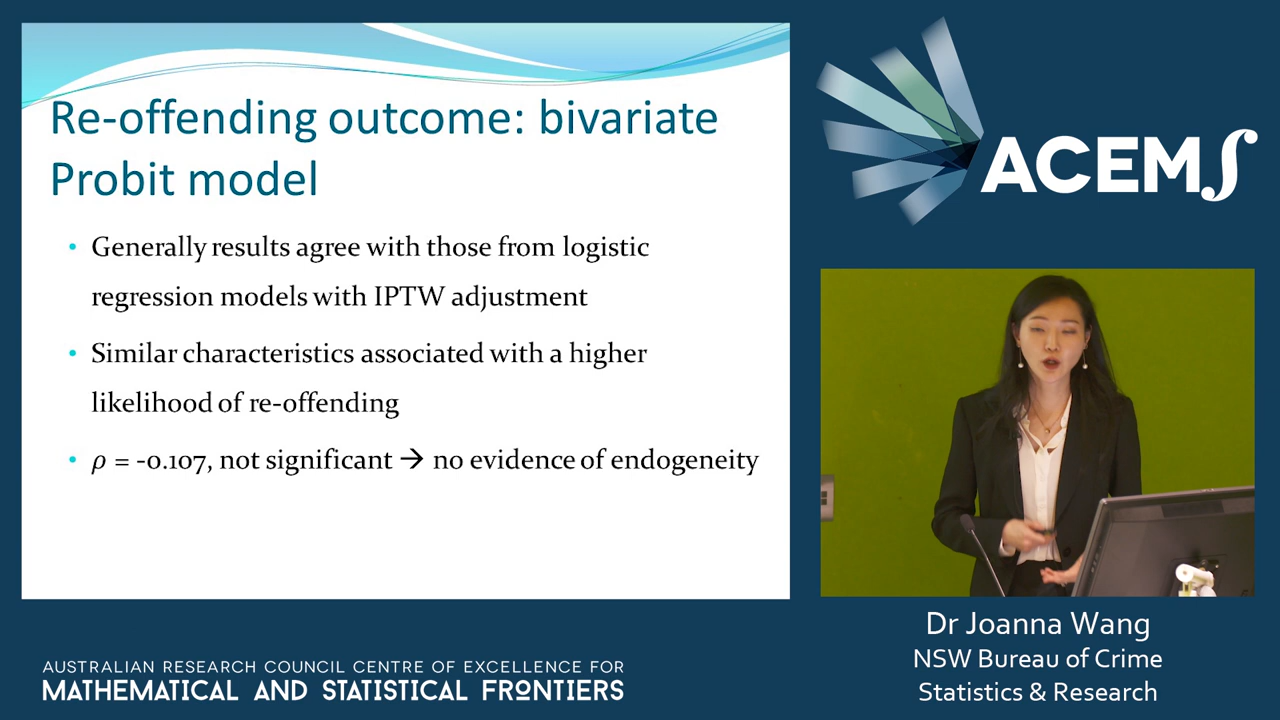 Re-offending outcome: bivariate
Probit model
• Generally results agree with those from logistic
regression models with IPTW adjustment
• Similar characteristics associated with a higher
likelihood of re-offending
• ρ = -0.107, not significant → no evidence of endogeneity
ACEMS
Dr Joanna Wang
NSW Bureau of Crime
Statistics & Research
AUSTRALIAN RESEARCH COUNCIL CENTRE OF EXCELLENCE FOR
MATHEMATICAL AND STATISTICAL FRONTIERS